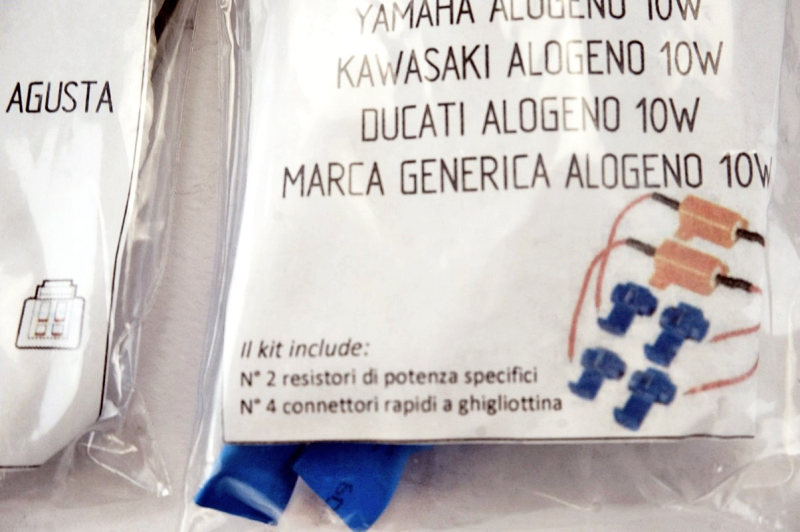 AGUSTA
YAMAHA ALOGENO 10W
KAWASAKI ALOGENO 10W
DUCATI ALOGENO 10W
MARCA GENERICA ALOGENO 10W
Il kit include:
N° 2 resistori di potenza specifici
N° 4 connettori rapidi a ghigliottina